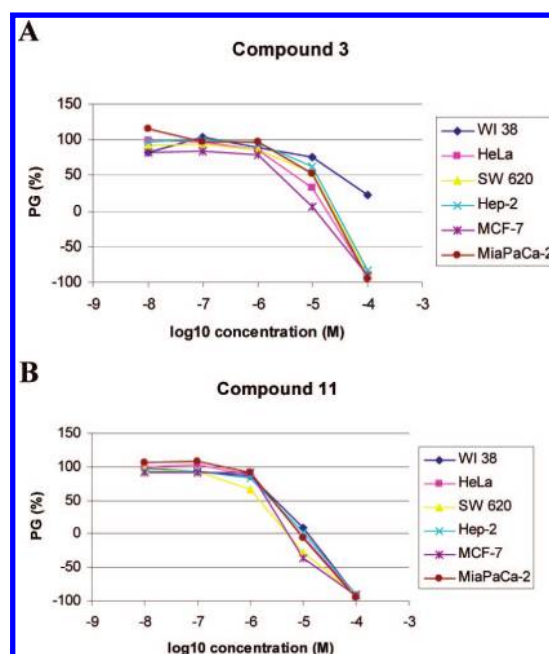 A
Compound 3
150
100
50
0
-50
-100
PG (%)
-9 -8 -7 -6 -5 -4 -3
log10 concentration (M)
WI 38
HeLa
SW 620
Hep-2
MCF-7
MiaPaCa-2
B
Compound 11
150
100
50
0
-50
-100
PG (%)
-9 -8 -7 -6 -5 -4 -3
log10 concentration (M)
WI 38
HeLa
SW 620
Hep-2
MCF-7
MiaPaCa-2